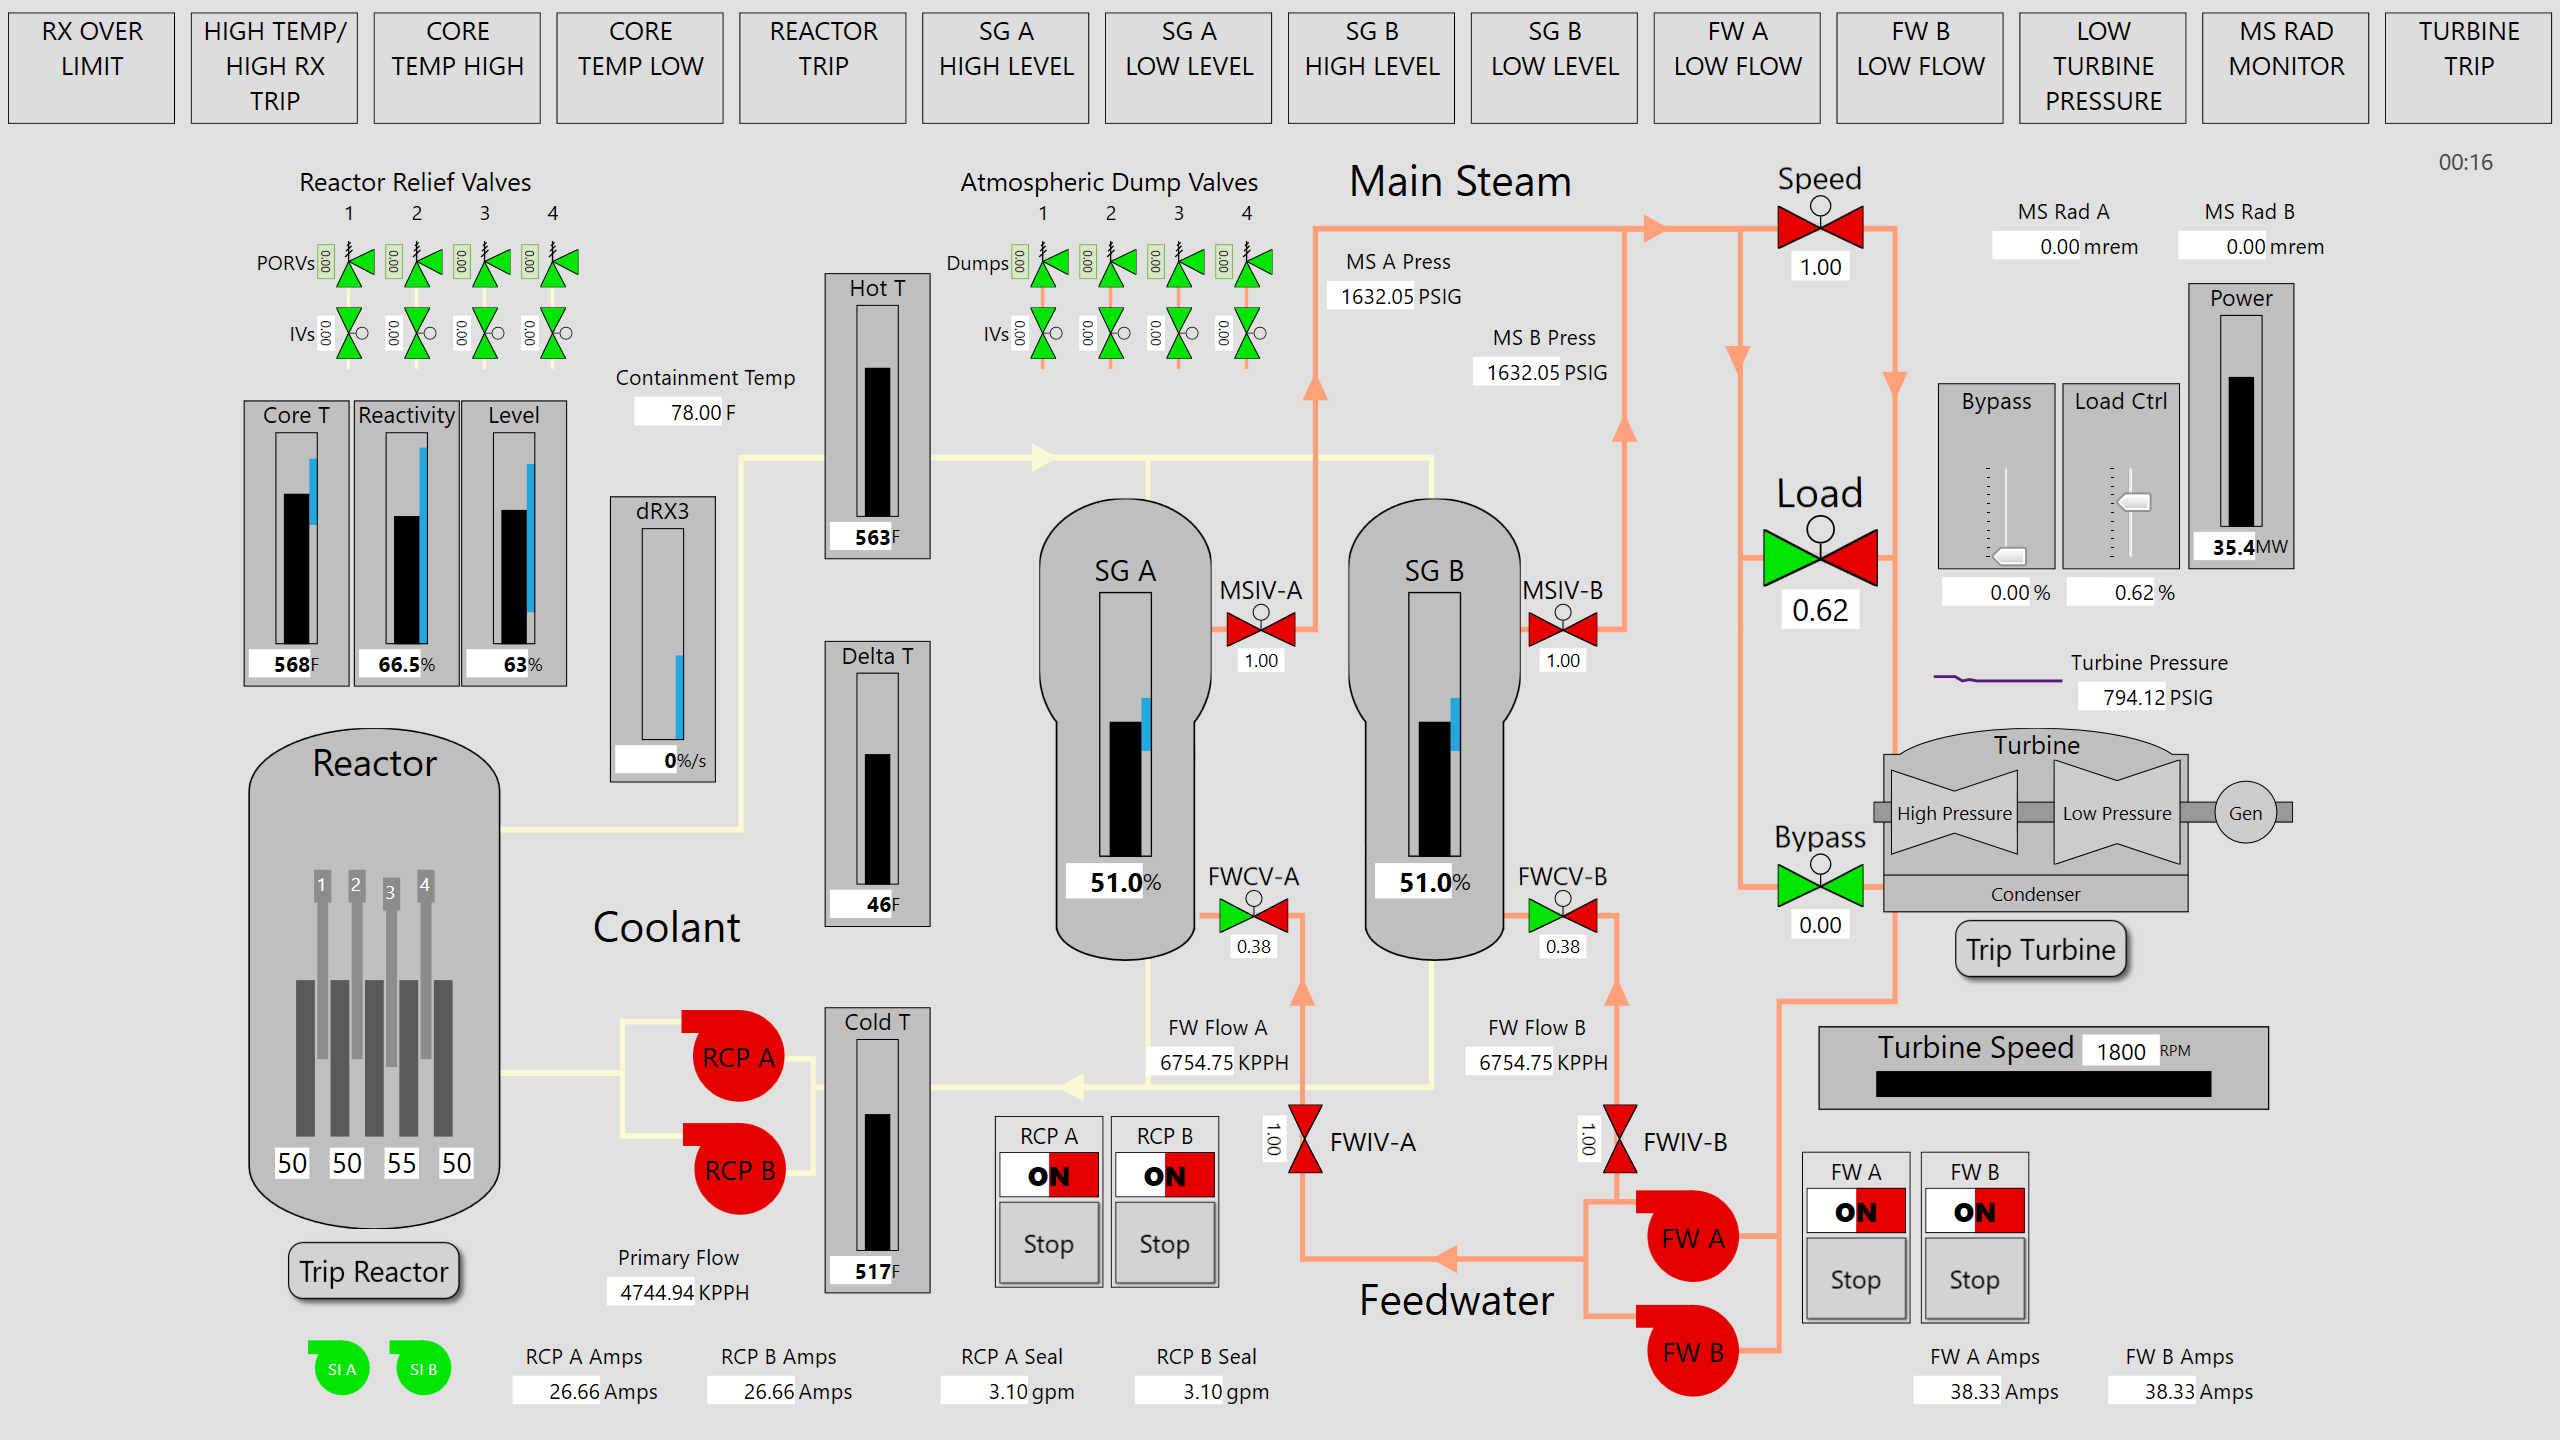 RX OVER
LIMIT
HIGH TEMP/
HIGH RX
TRIP
CORE
TEMP HIGH
CORE
TEMP LOW
REACTOR
TRIP
SG A
HIGH LEVEL
SG A
LOW LEVEL
SG B
HIGH LEVEL
SG B
LOW LEVEL
FW A
LOW FLOW
FW B
LOW FLOW
LOW
TURBINE
PRESSURE
MS RAD
MONITOR
TURBINE
TRIP
00:16
Reactor Relief Valves
1 2 3 4
PORVs 0.00 0.00 0.00 0.00
IVs 0.00 0.00 0.00 0.00
Atmospheric Dump Valves
1 2 3 4
Dumps 0.00 0.00 0.00 0.00
IVs 0.00 0.00 0.00 0.00
Main Steam
MS A Press
1632.05 PSIG
MS B Press
1632.05 PSIG
Speed
1.00
MS Rad A
0.00 mrem
MS Rad B
0.00 mrem
Power
35.4 MW
Bypass
0.00 %
Load Ctrl
0.62 %
Containment Temp
78.00 F
Core T
568 F
Reactivity
66.5 %
Level
63 %
dRX3
0 %/s
Hot T
563 F
Delta T
46 F
Cold T
517 F
SG A
51.0 %
SG B
51.0 %
MSIV-A
1.00
MSIV-B
1.00
Load
0.62
Turbine Pressure
794.12 PSIG
Turbine
High Pressure
Low Pressure
Gen
Condenser
Bypass
0.00
Trip Turbine
FWCV-A
0.38
FWCV-B
0.38
Reactor
1 2 3 4
50 50 55 50
Trip Reactor
Coolant
RCP A
RCP B
Primary Flow
4744.94 KPPH
FW Flow A
6754.75 KPPH
FW Flow B
6754.75 KPPH
Turbine Speed 1800 RPM
RCP A
ON
Stop
RCP B
ON
Stop
1.00 FWIV-A
1.00 FWIV-B
Feedwater
FW A
FW B
FW A
ON
Stop
FW B
ON
Stop
SI A
SI B
RCP A Amps
26.66 Amps
RCP B Amps
26.66 Amps
RCP A Seal
3.10 gpm
RCP B Seal
3.10 gpm
FW A Amps
38.33 Amps
FW B Amps
38.33 Amps